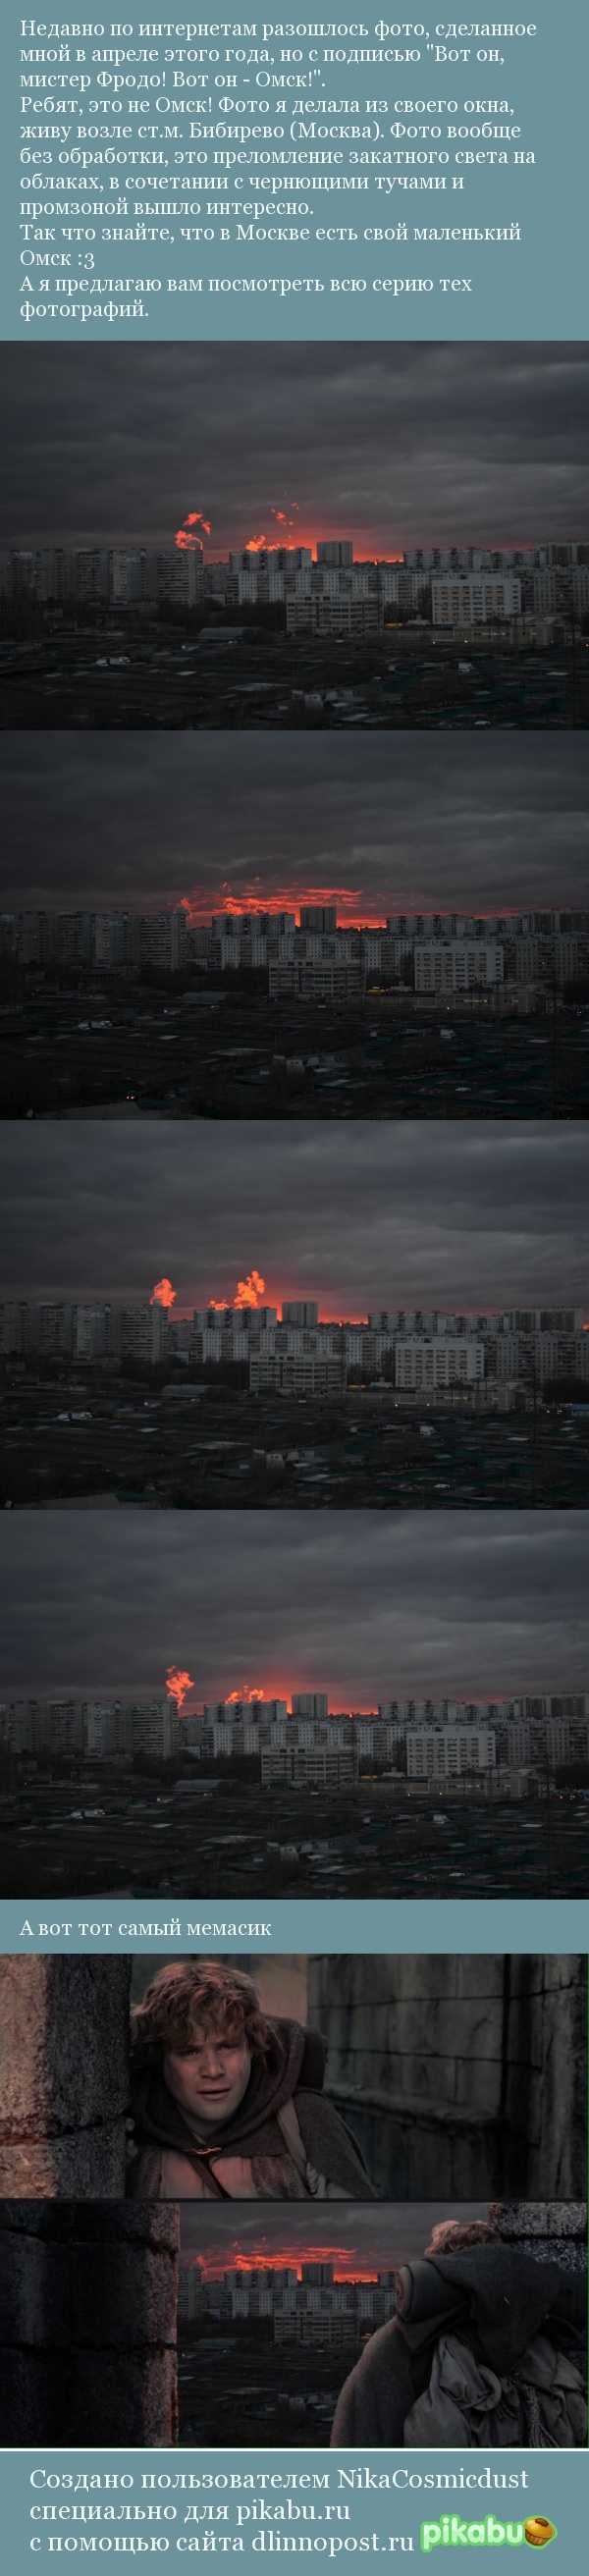 Недавно по интернетам разошлось фото, сделанное
мной в апреле этого года, но с подписью "Вот он,
мистер Фродо! Вот он - Омск!".
Ребят, это не Омск! Фото я делала из своего окна,
живу возле ст.м. Бибирево (Москва). Фото вообще
без обработки, это преломление закатного света на
облаках, в сочетании с чернющими тучами и
промзоной вышло интересно.
Так что знайте, что в Москве есть свой маленький
Омск :3
А я предлагаю вам посмотреть всю серию тех
фотографий.
А вот тот самый мемасик
Создано пользователем NikaCosmicdust
специально для pikabu.ru
с помощью сайта dlinnopost.ru pikabu